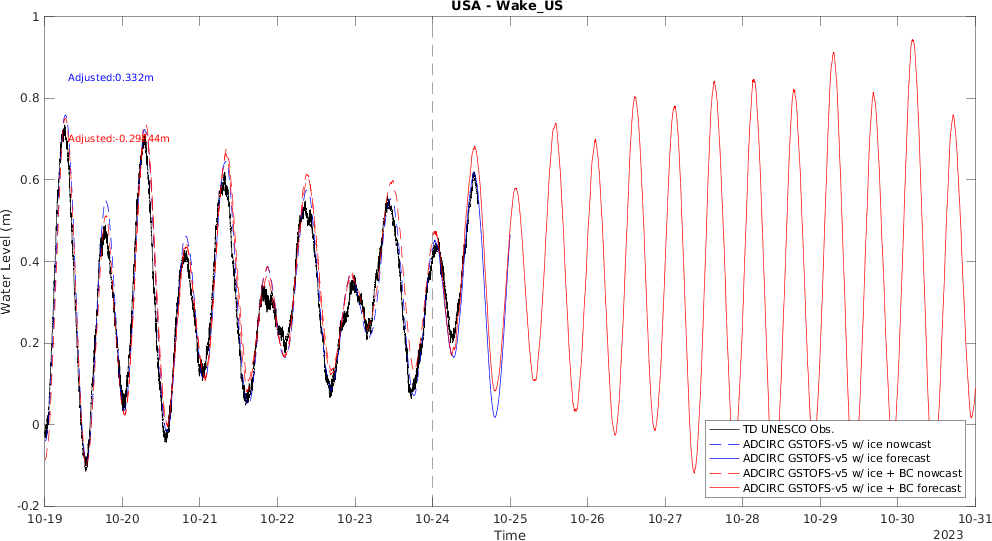 USA - Wake_US
Water Level (m)
1
0.8
0.6
0.4
0.2
0
-0.2
Adjusted:0.332m
TD UNESCO Obs.
ADCIRC GSTOFS-v5 w/ ice nowcast
ADCIRC GSTOFS-v5 w/ ice forecast
ADCIRC GSTOFS-v5 w/ ice + BC nowcast
ADCIRC GSTOFS-v5 w/ ice + BC forecast
10-19 10-20 10-21 10-22 10-23 10-24 10-25 10-26 10-27 10-28 10-29 10-30 10-31
Time
2023